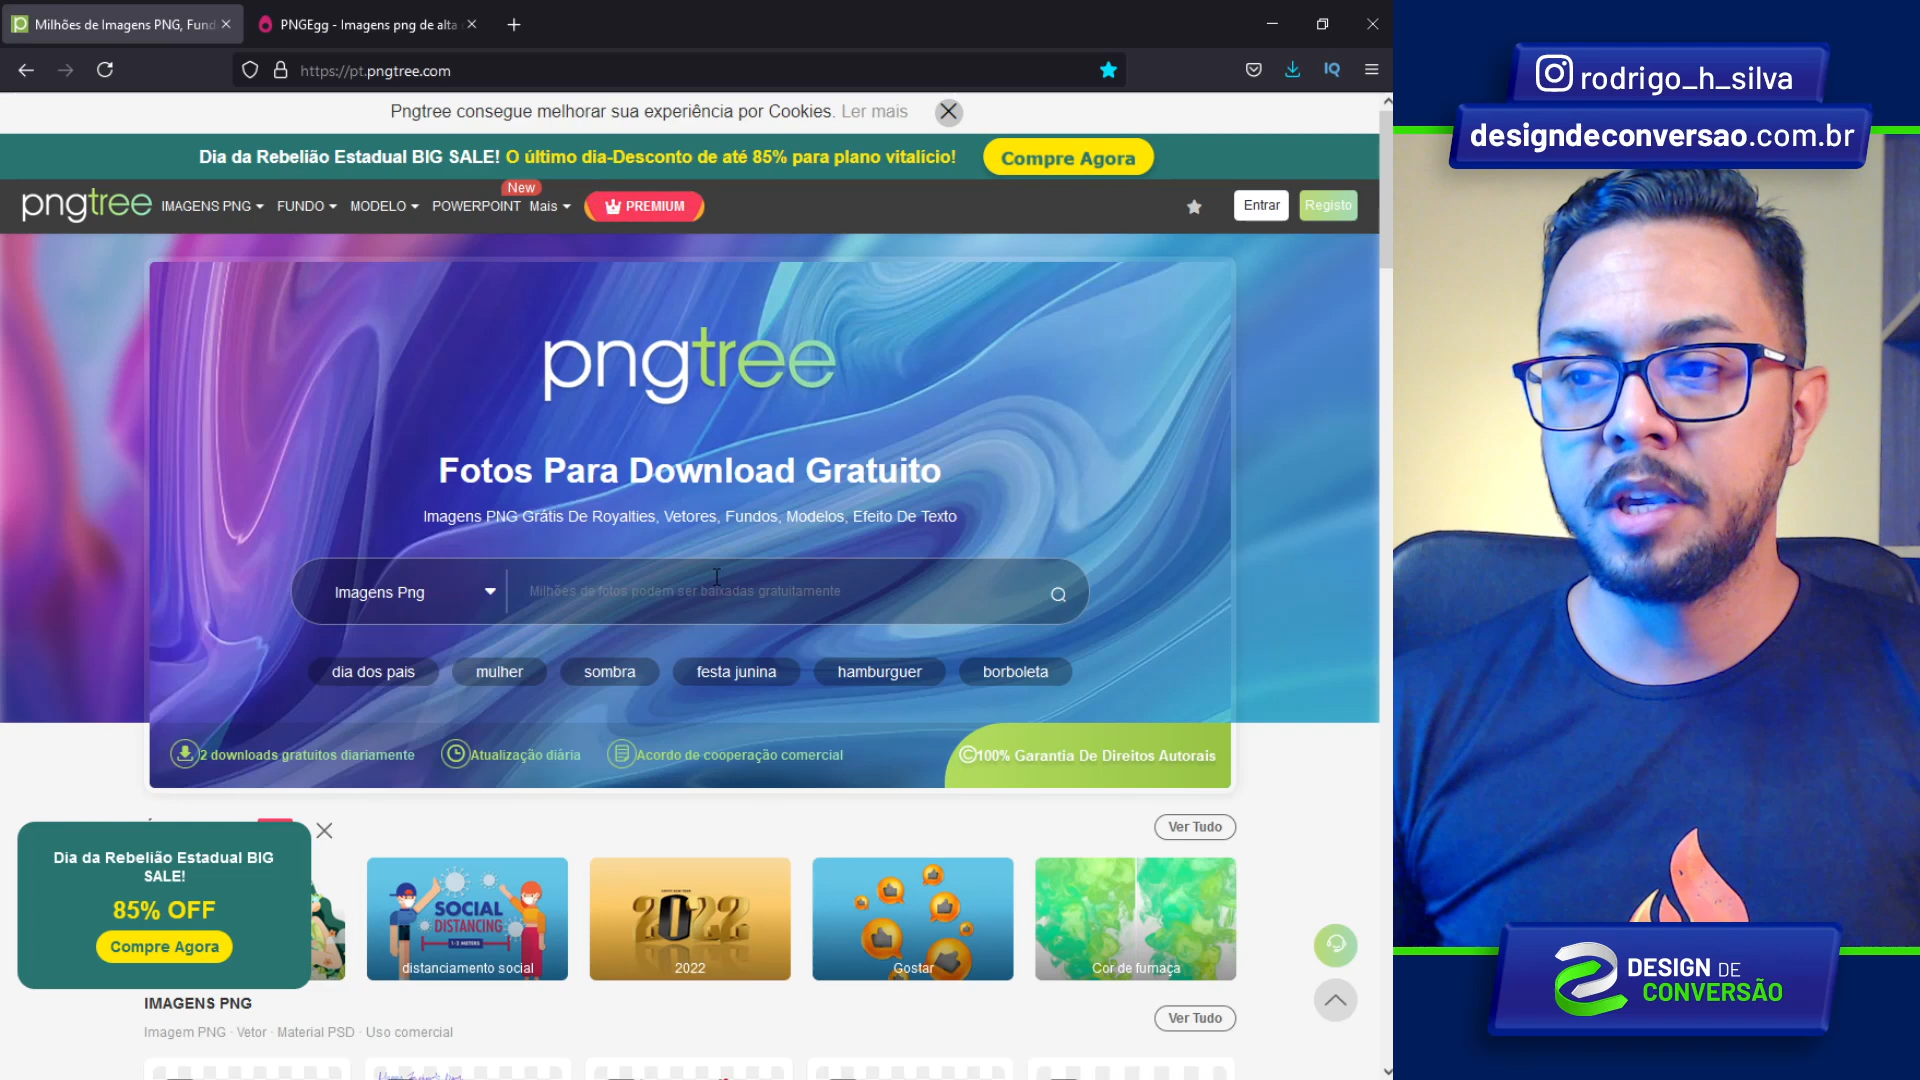 Milhões de Imagens PNG, Fund
PNGEgg - Imagens png de alta
https://pt.pngtree.com
IQ
Pngtree consegue melhorar sua experiência por Cookies. Ler mais
Dia da Rebelião Estadual BIG SALE! O último dia-Desconto de até 85% para plano vitalício!
Compre Agora
pngtree
IMAGENS PNG
FUNDO
MODELO
POWERPOINT
New
Mais
PREMIUM
Entrar
Registo
pngtree
Fotos Para Download Gratuito
Imagens PNG Grátis De Royalties, Vetores, Fundos, Modelos, Efeito De Texto
Imagens Png
Milhões de fotos podem ser baixadas gratuitamente
dia dos pais
mulher
sombra
festa junina
hamburguer
borboleta
2 downloads gratuitos diariamente
Atualização diária
Acordo de cooperação comercial
©100% Garantia De Direitos Autorais
Ver Tudo
Dia da Rebelião Estadual BIG
SALE!
85% OFF
Compre Agora
SOCIAL
DISTANCING
1-2 METERS
distanciamento social
HAPPY NEW YEAR
2022
2022
Gostar
Cor de fumaça
IMAGENS PNG
Imagem PNG · Vetor · Material PSD · Uso comercial
Ver Tudo
rodrigo_h_silva
designdeconversao.com.br
DESIGN DE
CONVERSÃO